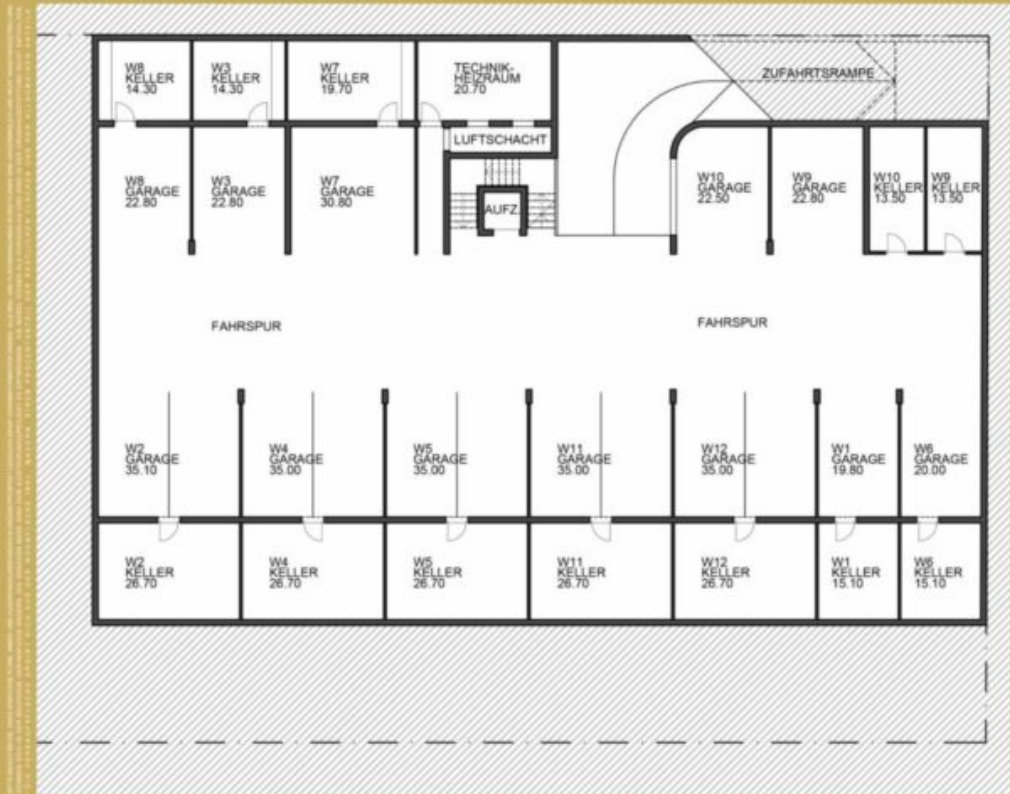 W8
KELLER
14.30
W3
KELLER
14.30
W7
KELLER
19.70
TECHNIK-
HEIZRAUM
20.70
ZUFAHRTSRAMPE
LUFTSCHACHT
W8
GARAGE
22.80
W3
GARAGE
22.80
W7
GARAGE
30.80
AUFZ.
W10
GARAGE
22.50
W9
GARAGE
22.80
W10
KELLER
13.50
W9
KELLER
13.50
FAHRSPUR
FAHRSPUR
W2
GARAGE
35.10
W4
GARAGE
35.00
W5
GARAGE
35.00
W11
GARAGE
35.00
W12
GARAGE
35.00
W1
GARAGE
19.80
W6
GARAGE
20.00
W2
KELLER
26.70
W4
KELLER
26.70
W5
KELLER
26.70
W11
KELLER
26.70
W12
KELLER
26.70
W1
KELLER
15.10
W6
KELLER
15.10